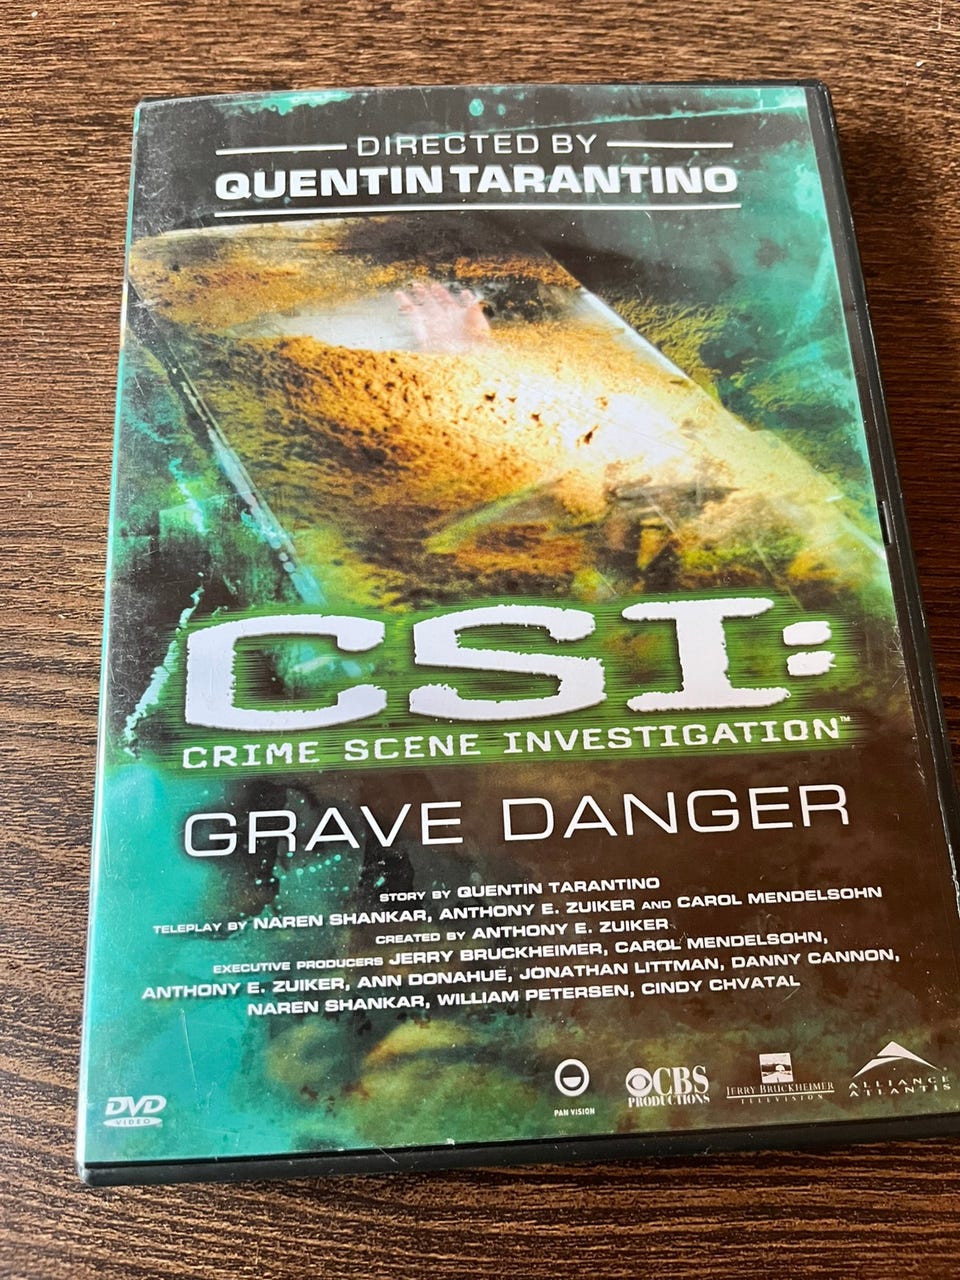 DIRECTED BY
QUENTIN TARANTINO
CSI:
CRIME SCENE INVESTIGATION™
GRAVE DANGER
STORY BY QUENTIN TARANTINO
TELEPLAY BY NAREN SHANKAR, ANTHONY E. ZUIKER AND CAROL MENDELSOHN
CREATED BY ANTHONY E. ZUIKER
EXECUTIVE PRODUCERS JERRY BRUCKHEIMER, CAROL MENDELSOHN,
ANTHONY E. ZUIKER, ANN DONAHUE, JONATHAN LITTMAN, DANNY CANNON,
NAREN SHANKAR, WILLIAM PETERSEN, CINDY CHVATAL
DVD
VIDEO
PAN VISION
CBS
PRODUCTIONS
JERRY BRUCKHEIMER
TELEVISION
ALLIANCE
ATLANTIS